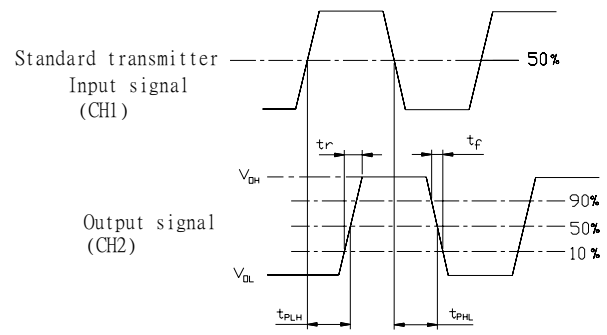 Standard transmitter
Input signal
(CH1)
50%
tr
tf
VOH
90%
Output signal
(CH2)
50%
10%
VOL
tPLH
tPHL